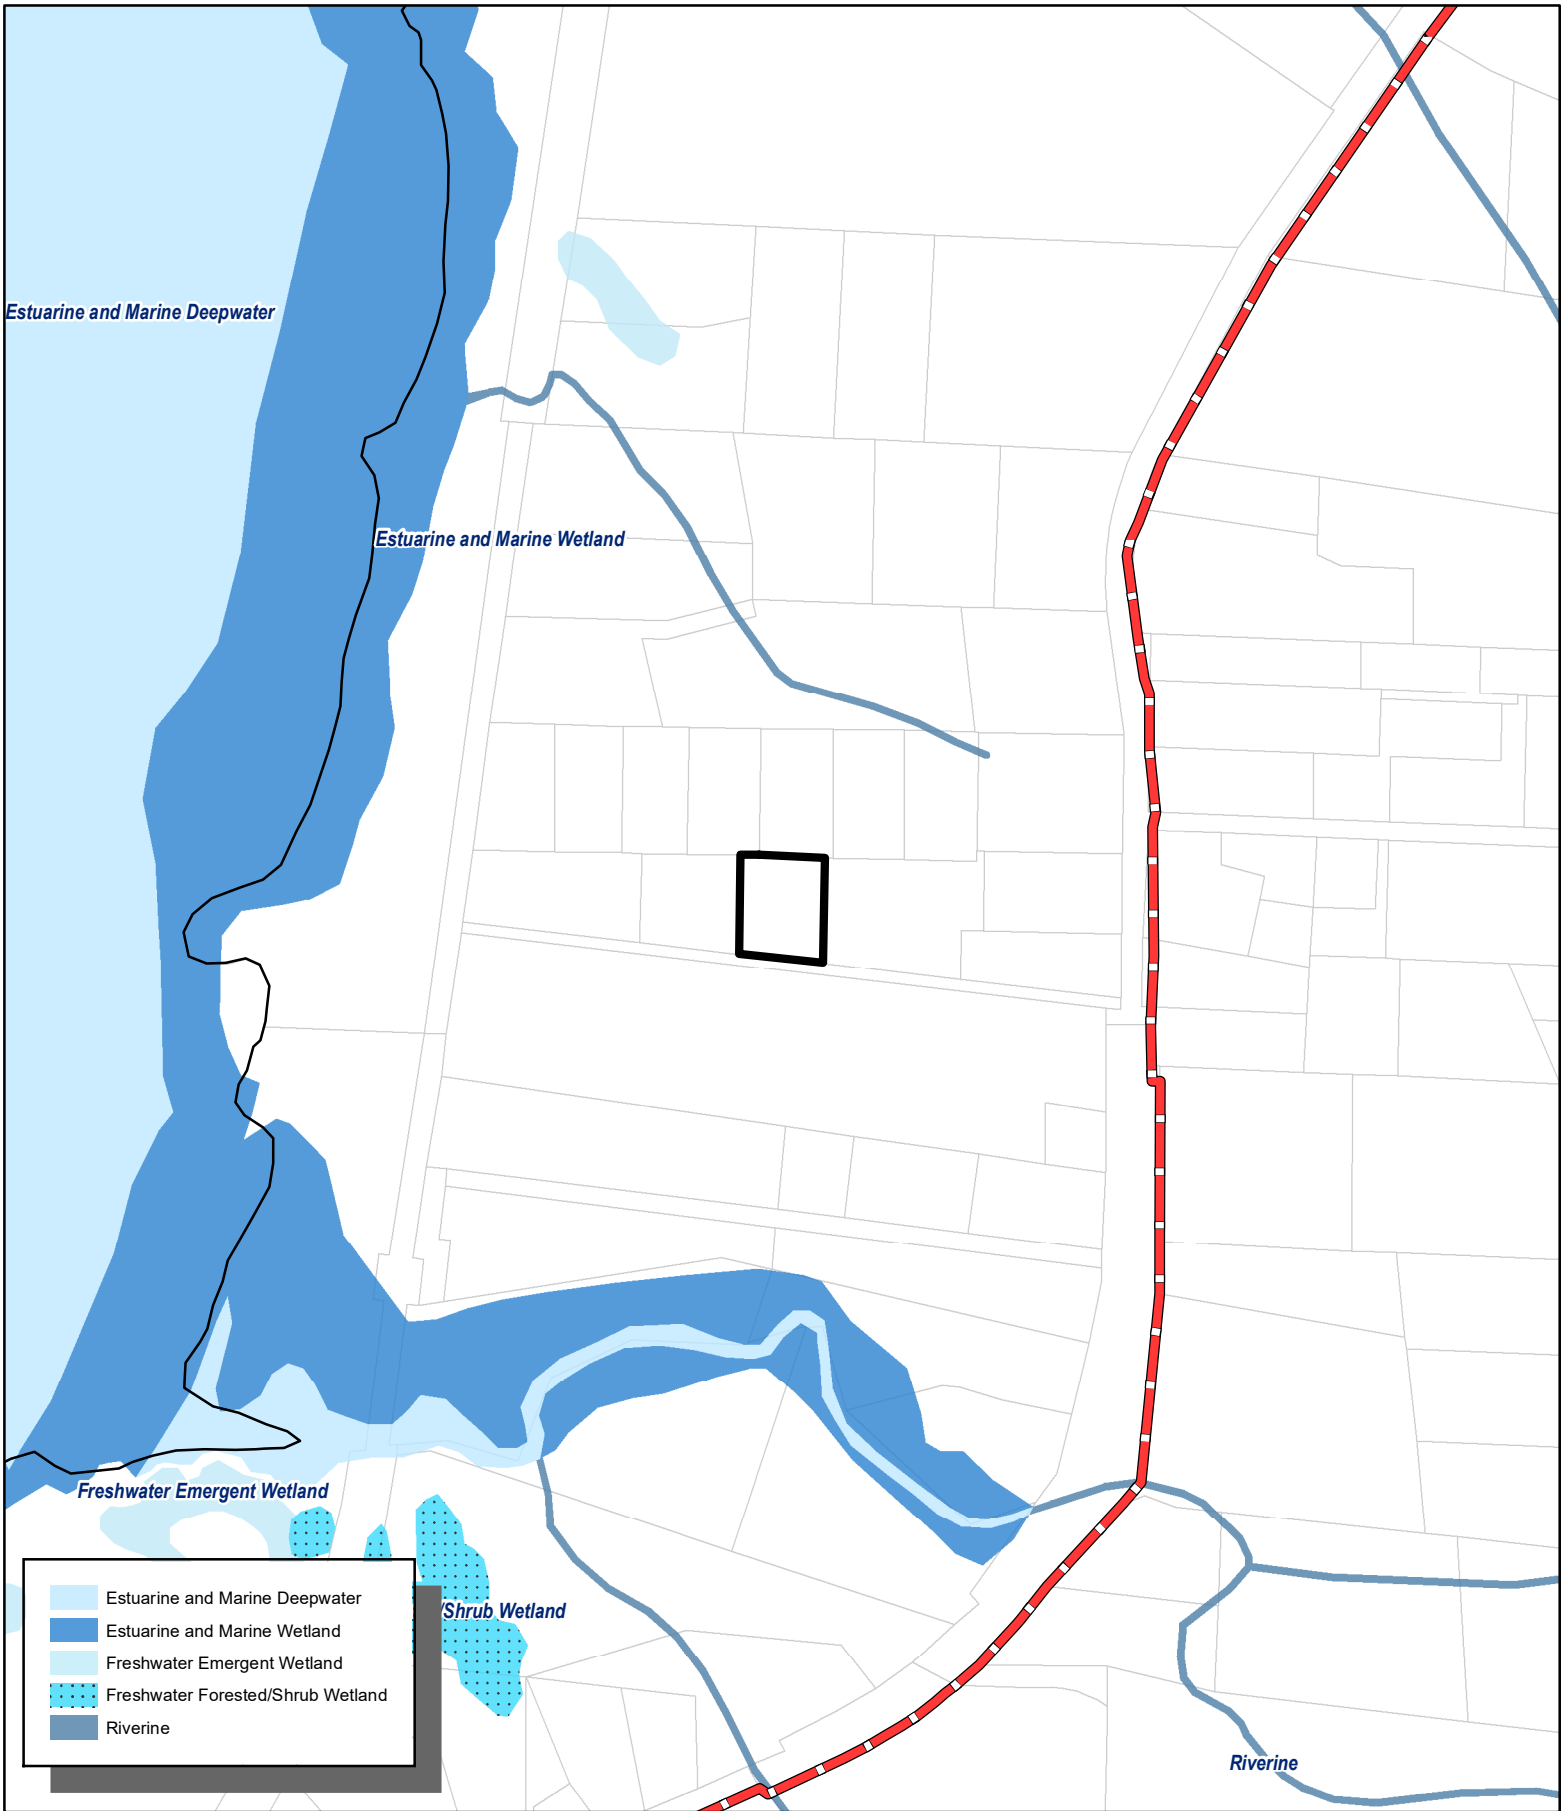 Estuarine and Marine Deepwater
Estuarine and Marine Wetland
Freshwater Emergent Wetland
/Shrub Wetland
Estuarine and Marine Deepwater
Estuarine and Marine Wetland
Freshwater Emergent Wetland
Freshwater Forested/Shrub Wetland
Riverine
Riverine